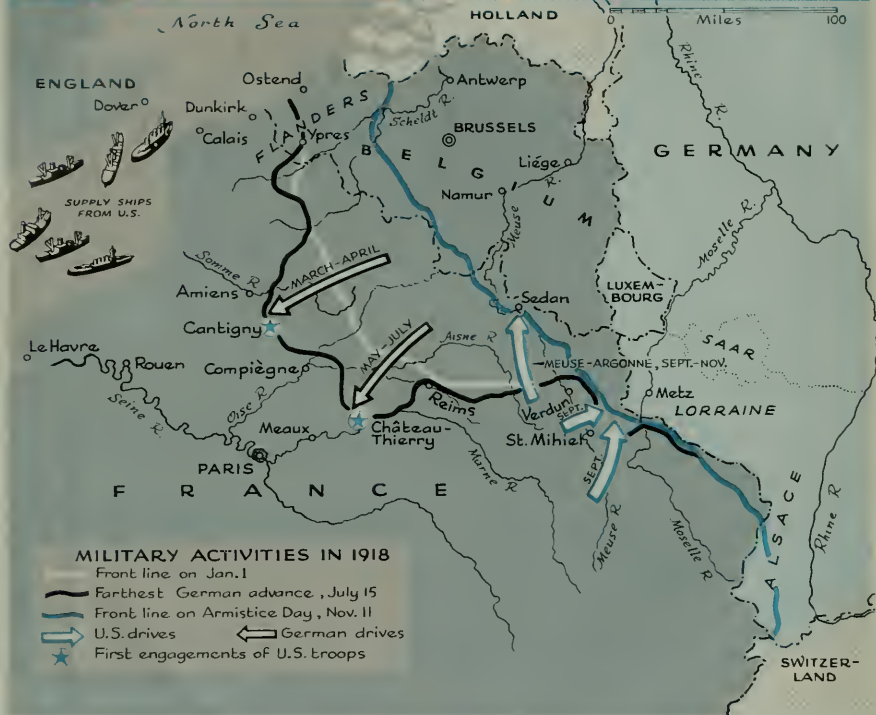 North Sea
HOLLAND
0 Miles 100
ENGLAND
Dover
Ostend
Antwerp
Dunkirk
Calais
FLANDERS
Ypres
Scheldt R.
BRUSSELS
BELGIUM
Liége
Namur
Meuse R.
GERMANY
Rhine R.
Moselle R.
SUPPLY SHIPS
FROM U.S.
Somme R.
MARCH-APRIL
Amiens
Cantigny
Sedan
LUXEM-
BOURG
SAAR
Le Havre
Rouen
Seine R.
Compiègne
Oise R.
MAY-JULY
Aisne R.
MEUSE-ARGONNE, SEPT.-NOV.
Reims
Verdun
SEPT.
Metz
LORRAINE
Meaux
Château-
Thierry
St. Mihiel
SEPT.
PARIS
Marne R.
FRANCE
Meuse R.
Moselle R.
ALSACE
Rhine R.
MILITARY ACTIVITIES IN 1918
Front line on Jan. 1
Farthest German advance, July 15
Front line on Armistice Day, Nov. 11
U.S. drives German drives
First engagements of U.S. troops
SWITZER-
LAND